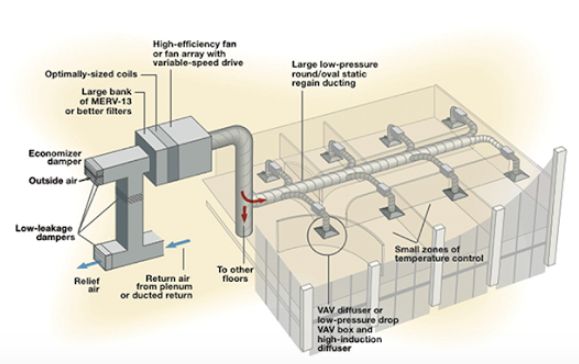 High-efficiency fan
or fan array with
variable-speed drive
Optimally-sized coils
Large bank
of MERV-13
or better filters
Large low-pressure
round/oval static
regain ducting
Economizer
damper
Outside air
Low-leakage
dampers
Relief
air
Return air
from plenum
or ducted return
To other
floors
Small zones of
temperature control
VAV diffuser or
low-pressure drop
VAV box and
high-induction
diffuser